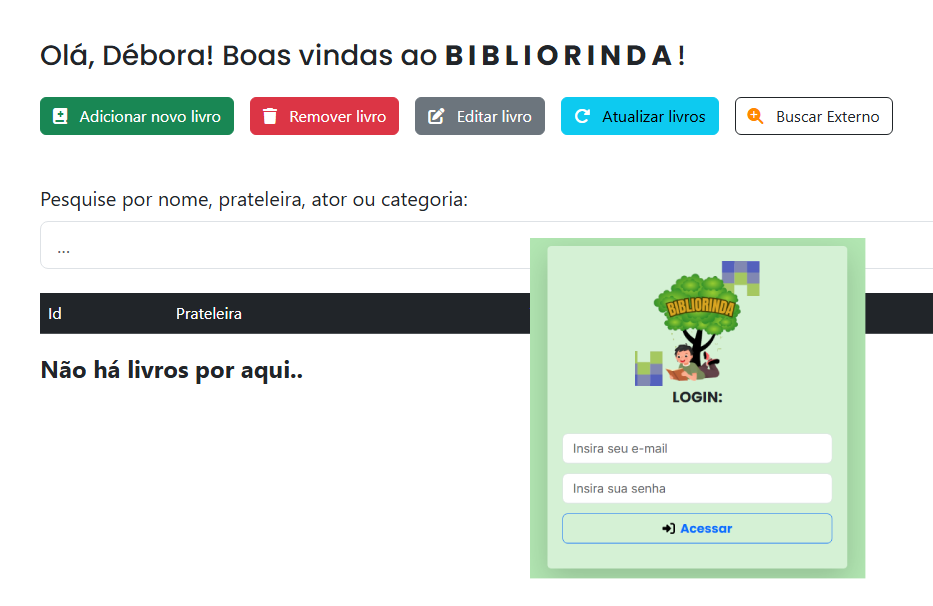 Olá, Débora! Boas vindas ao BIBLIORINDA!
Adicionar novo livro
Remover livro
Editar livro
Atualizar livros
Buscar Externo
Pesquise por nome, prateleira, ator ou categoria:
...
Id
Prateleira
Não há livros por aqui..
BIBLIORINDA
LOGIN:
Insira seu e-mail
Insira sua senha
Acessar